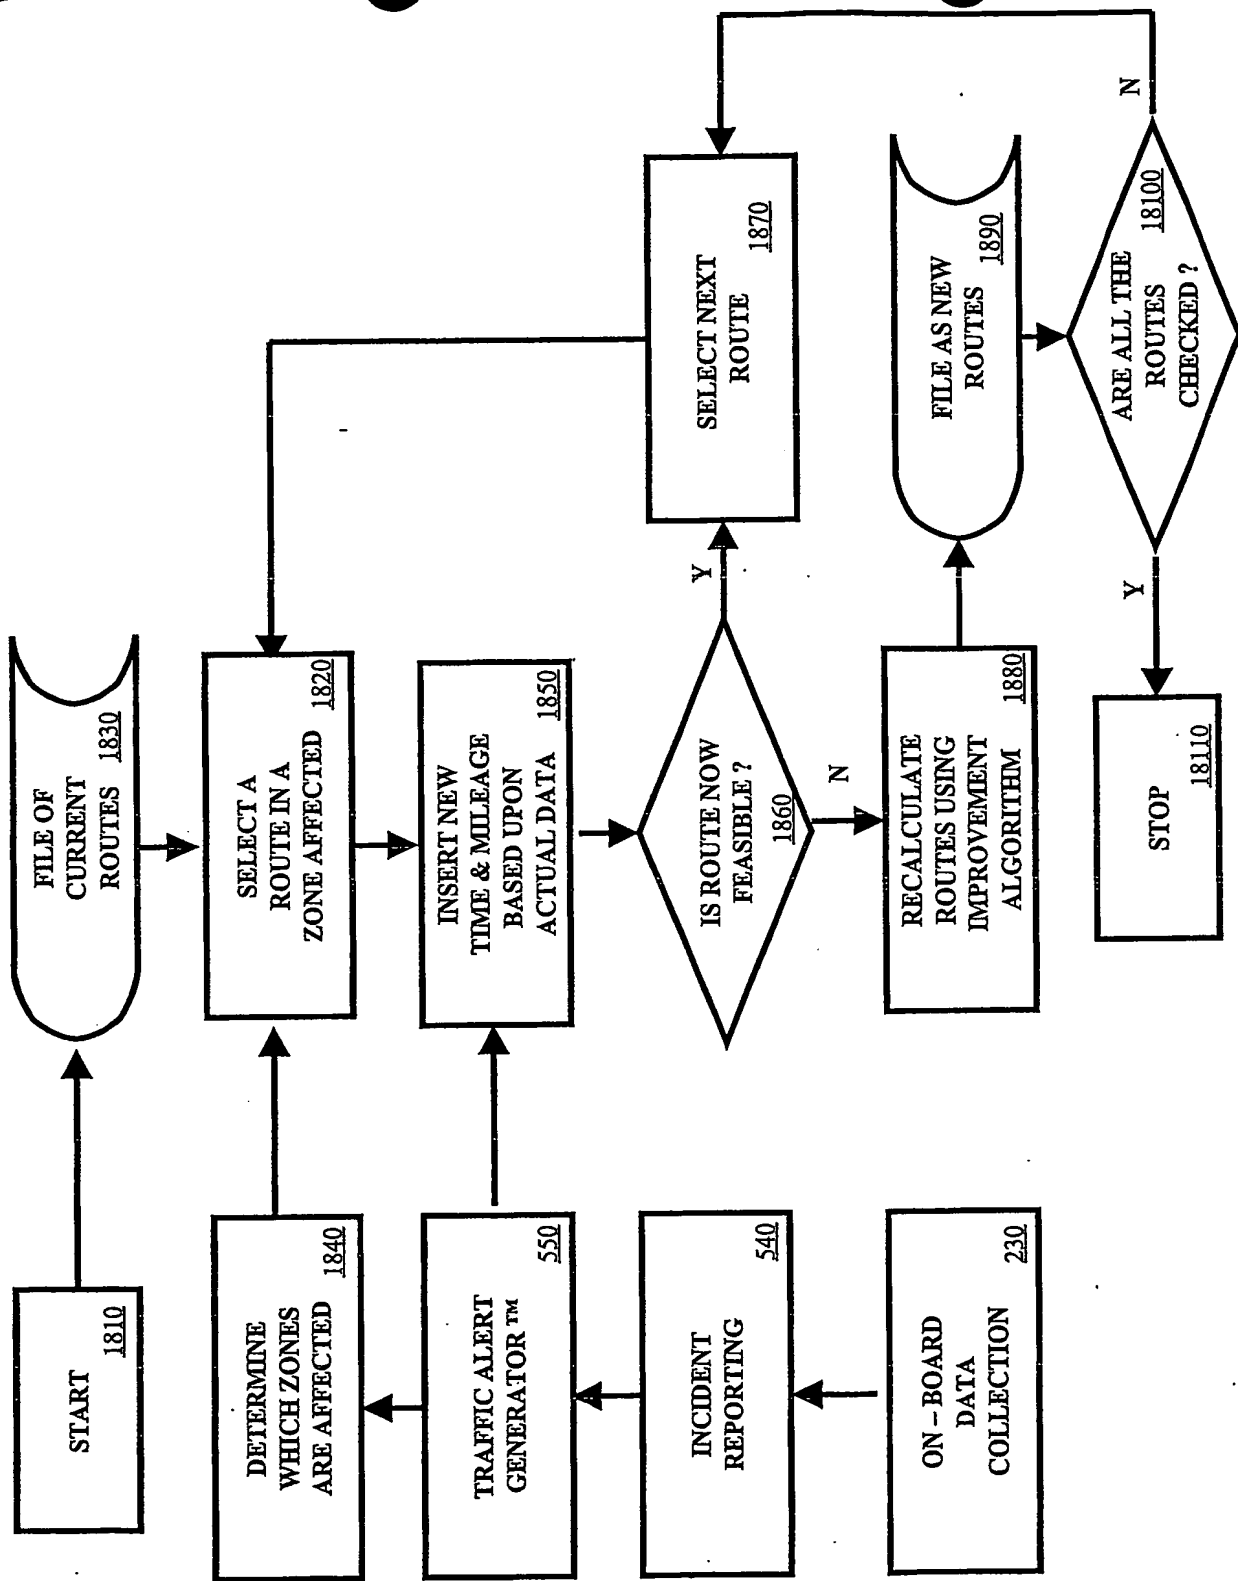 START
1810
FILE OF
CURRENT
ROUTES 1830
DETERMINE
WHICH ZONES
ARE AFFECTED
1840
SELECT A
ROUTE IN A
ZONE AFFECTED
1820
TRAFFIC ALERT
GENERATOR™
550
INSERT NEW
TIME & MILEAGE
BASED UPON
ACTUAL DATA
1850
INCIDENT
REPORTING
540
IS ROUTE NOW
FEASIBLE ?
1860
Y
N
SELECT NEXT
ROUTE
1870
ON – BOARD
DATA
COLLECTION
230
RECALCULATE
ROUTES USING
IMPROVEMENT
ALGORITHM
1880
FILE AS NEW
ROUTES
1890
STOP
18110
Y
ARE ALL THE
ROUTES
CHECKED ?
18100
N